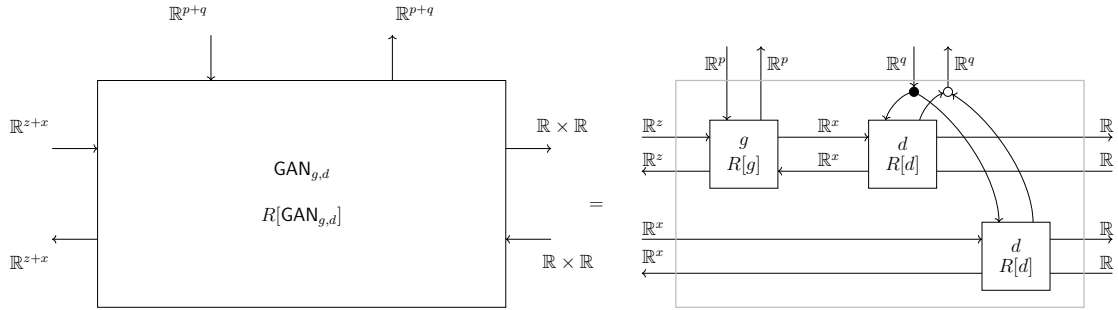 ℝ^{p+q} ℝ^{p+q}
ℝ^p ℝ^p ℝ^q ℝ^q
ℝ^{z+x} ℝ × ℝ
ℝ^z g ℝ^x d ℝ
ℝ^z R[g] ℝ^x R[d] ℝ
GAN_{g,d}
R[GAN_{g,d}]
=
ℝ^x ℝ
ℝ^x d ℝ
R[d]
ℝ^{z+x} ℝ × ℝ